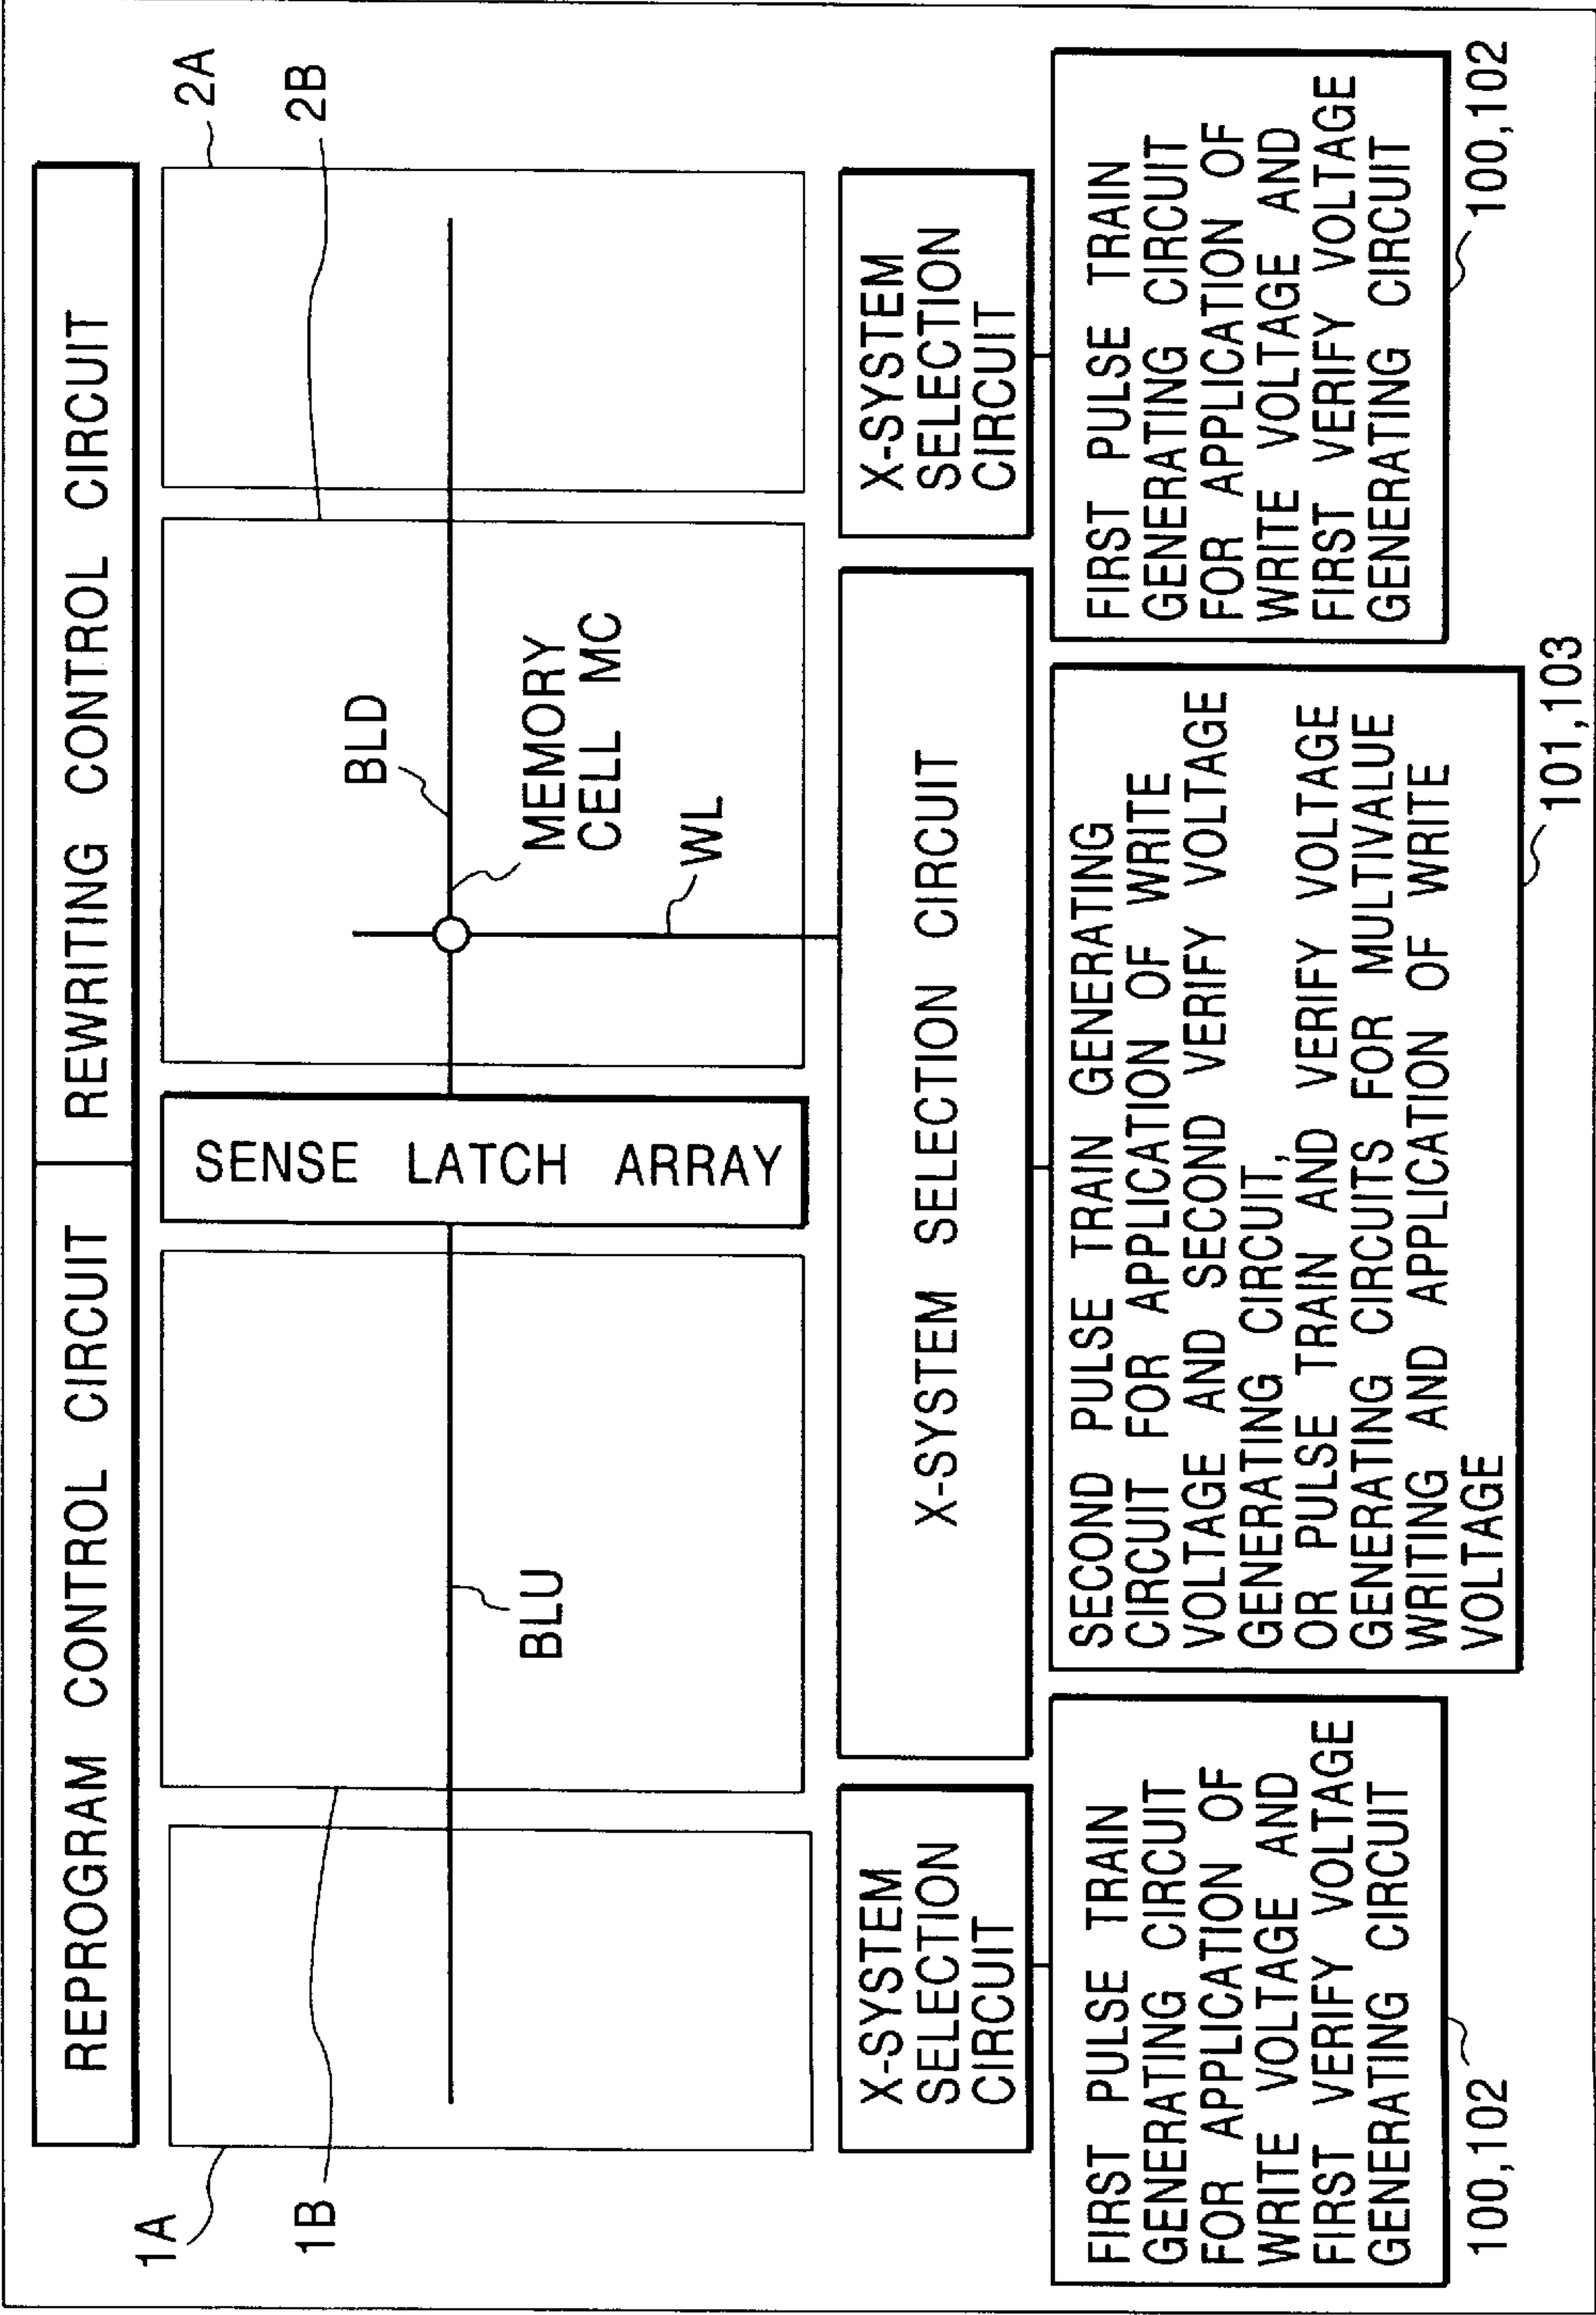 REPROGRAM CONTROL CIRCUIT
REWRITING CONTROL CIRCUIT
1A
1B
2A
2B
BLU
SENSE LATCH ARRAY
BLD
MEMORY
CELL MC
WL
X-SYSTEM
SELECTION
CIRCUIT
X-SYSTEM SELECTION CIRCUIT
X-SYSTEM
SELECTION
CIRCUIT
FIRST PULSE TRAIN
GENERATING CIRCUIT
FOR APPLICATION OF
WRITE VOLTAGE AND
FIRST VERIFY VOLTAGE
GENERATING CIRCUIT
100,102
SECOND PULSE TRAIN GENERATING
CIRCUIT FOR APPLICATION OF WRITE
VOLTAGE AND SECOND VERIFY VOLTAGE
GENERATING CIRCUIT,
OR PULSE TRAIN AND VERIFY VOLTAGE
GENERATING CIRCUITS FOR MULTIVALUE
WRITING AND APPLICATION OF WRITE
VOLTAGE
101,103
FIRST PULSE TRAIN
GENERATING CIRCUIT
FOR APPLICATION OF
WRITE VOLTAGE AND
FIRST VERIFY VOLTAGE
GENERATING CIRCUIT
100,102